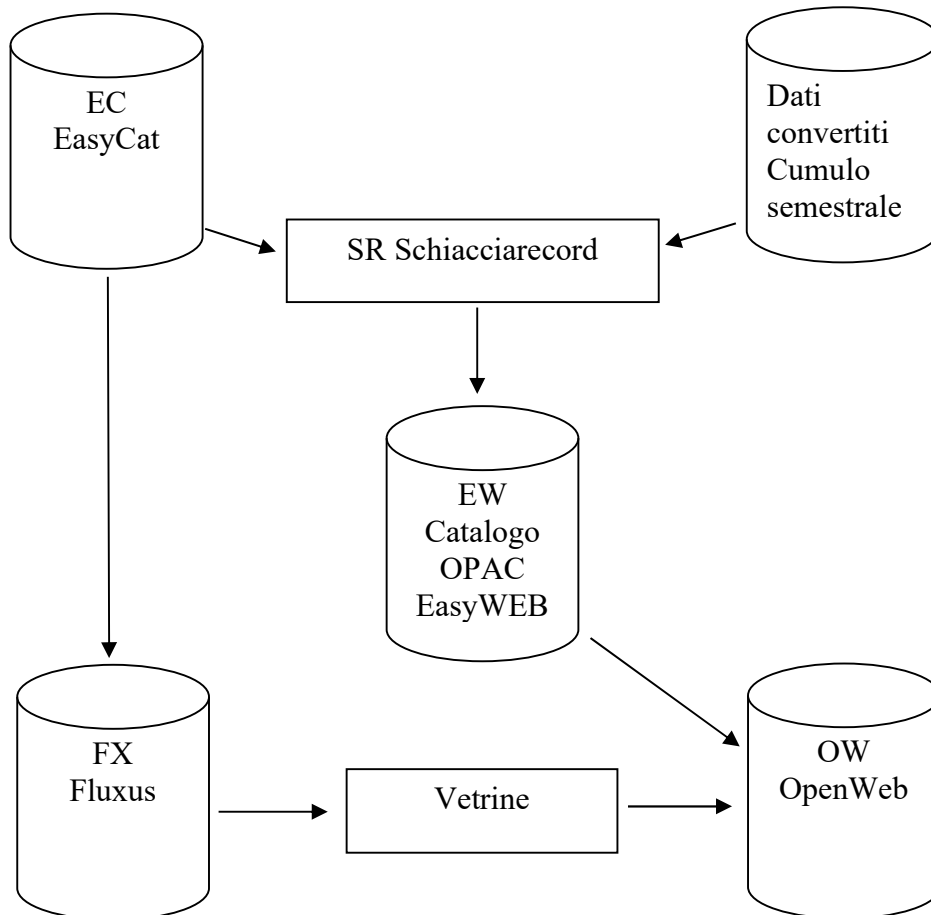 EC
EasyCat
Dati
convertiti
Cumulo
semestrale
SR Schiacciarecord
EW
Catalogo
OPAC
EasyWEB
FX
Fluxus
Vetrine
OW
OpenWeb